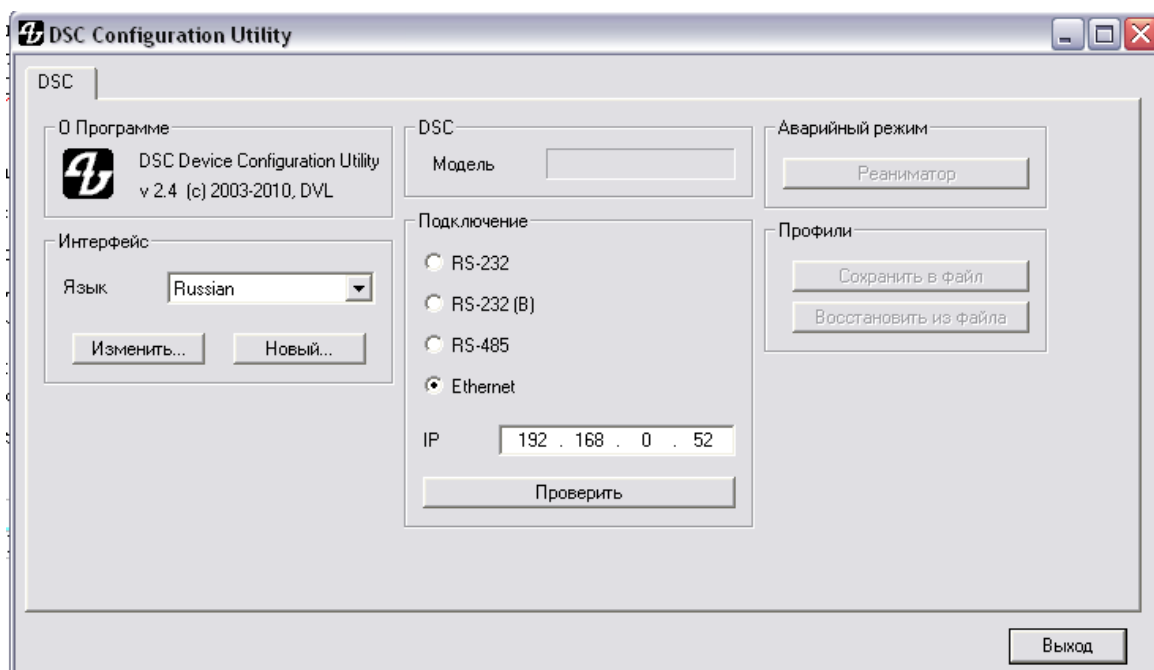 DSC Configuration Utility
DSC
О Программе
DSC Device Configuration Utility
v 2.4 (c) 2003-2010, DVL
Интерфейс
Язык
Russian
Изменить...
Новый...
DSC
Модель
Подключение
RS-232
RS-232 (B)
RS-485
Ethernet
IP
192 . 168 . 0 . 52
Проверить
Аварийный режим
Реаниматор
Профили
Сохранить в файл
Восстановить из файла
Выход